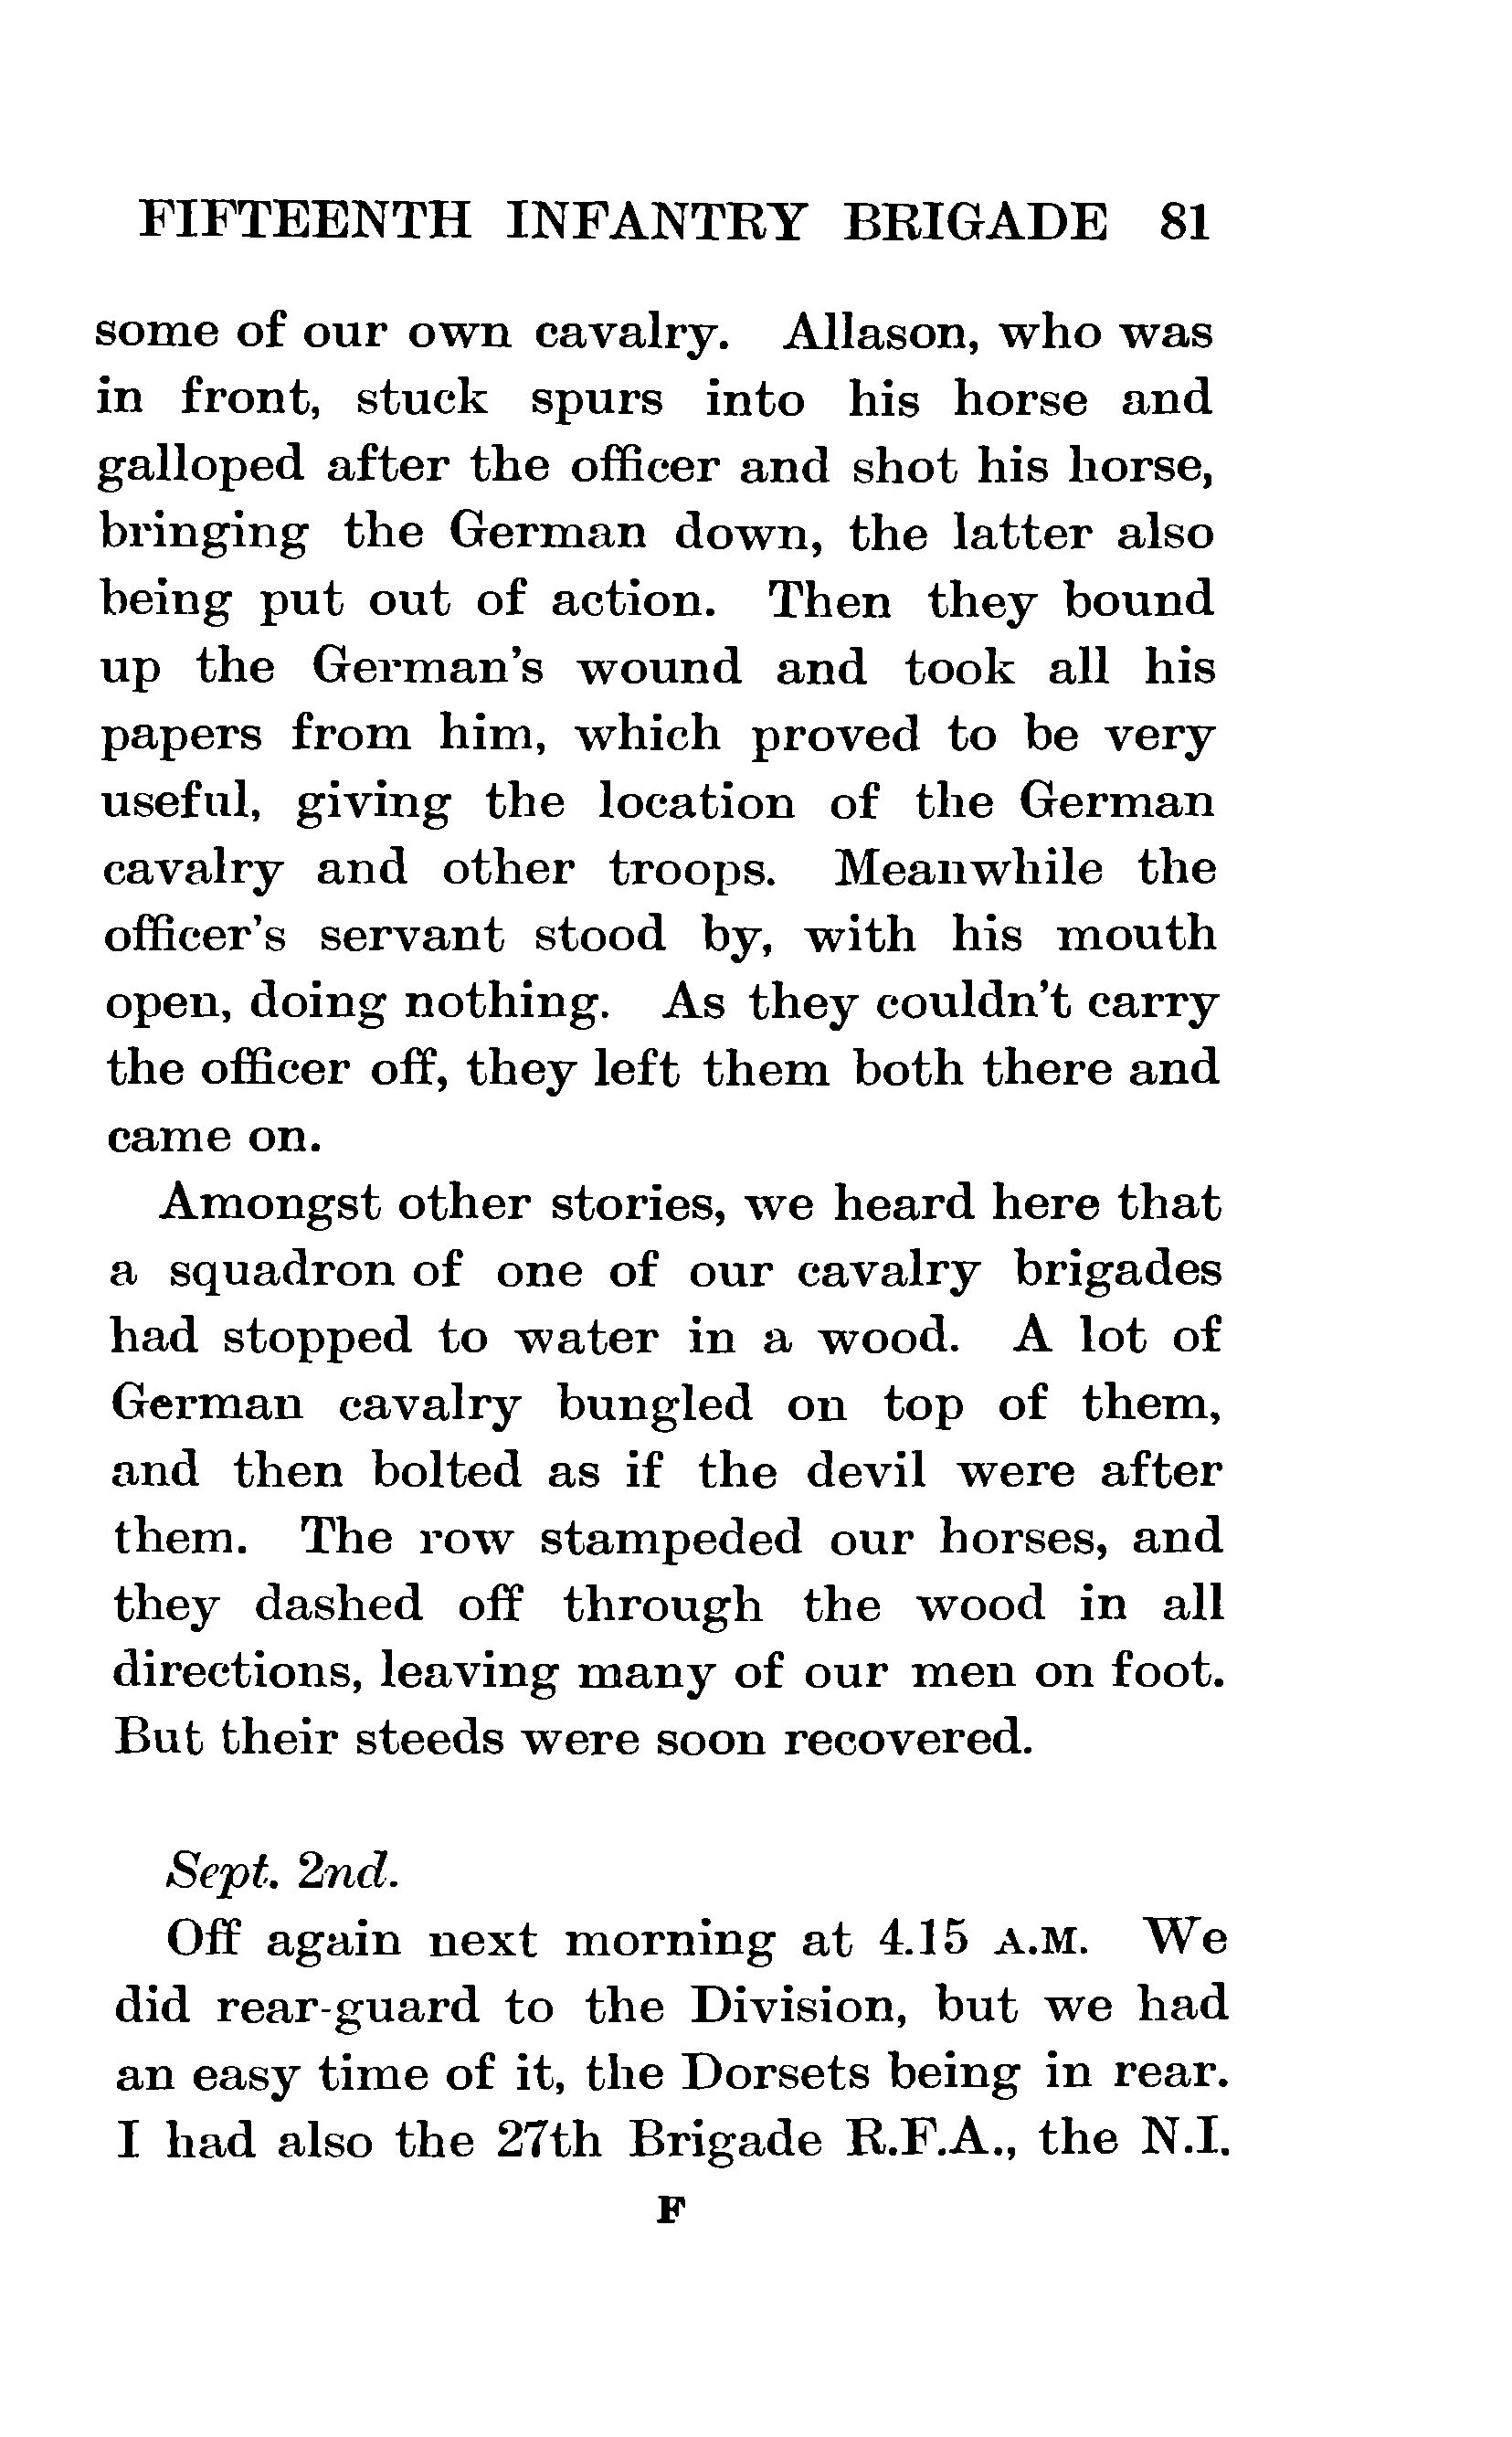 FIFTEENTH INFANTRY BRIGADE 81
some of our own cavalry. Allason, who was
in front, stuck spurs into his horse and
galloped after the officer and shot his horse,
bringing the German down, the latter also
being put out of action. Then they bound
up the German's wound and took all his
papers from him, which proved to be very
useful, giving the location of the German
cavalry and other troops. Meanwhile the
officer's servant stood by, with his mouth
open, doing nothing. As they couldn't carry
the officer off, they left them both there and
came on.
Amongst other stories, we heard here that
a squadron of one of our cavalry brigades
had stopped to water in a wood. A lot of
German cavalry bungled on top of them,
and then bolted as if the devil were after
them. The row stampeded our horses, and
they dashed off through the wood in all
directions, leaving many of our men on foot.
But their steeds were soon recovered.
Sept. 2nd.
Off again next morning at 4.15 A.M. We
did rear-guard to the Division, but we had
an easy time of it, the Dorsets being in rear.
I had also the 27th Brigade R.F.A., the N.I.
F